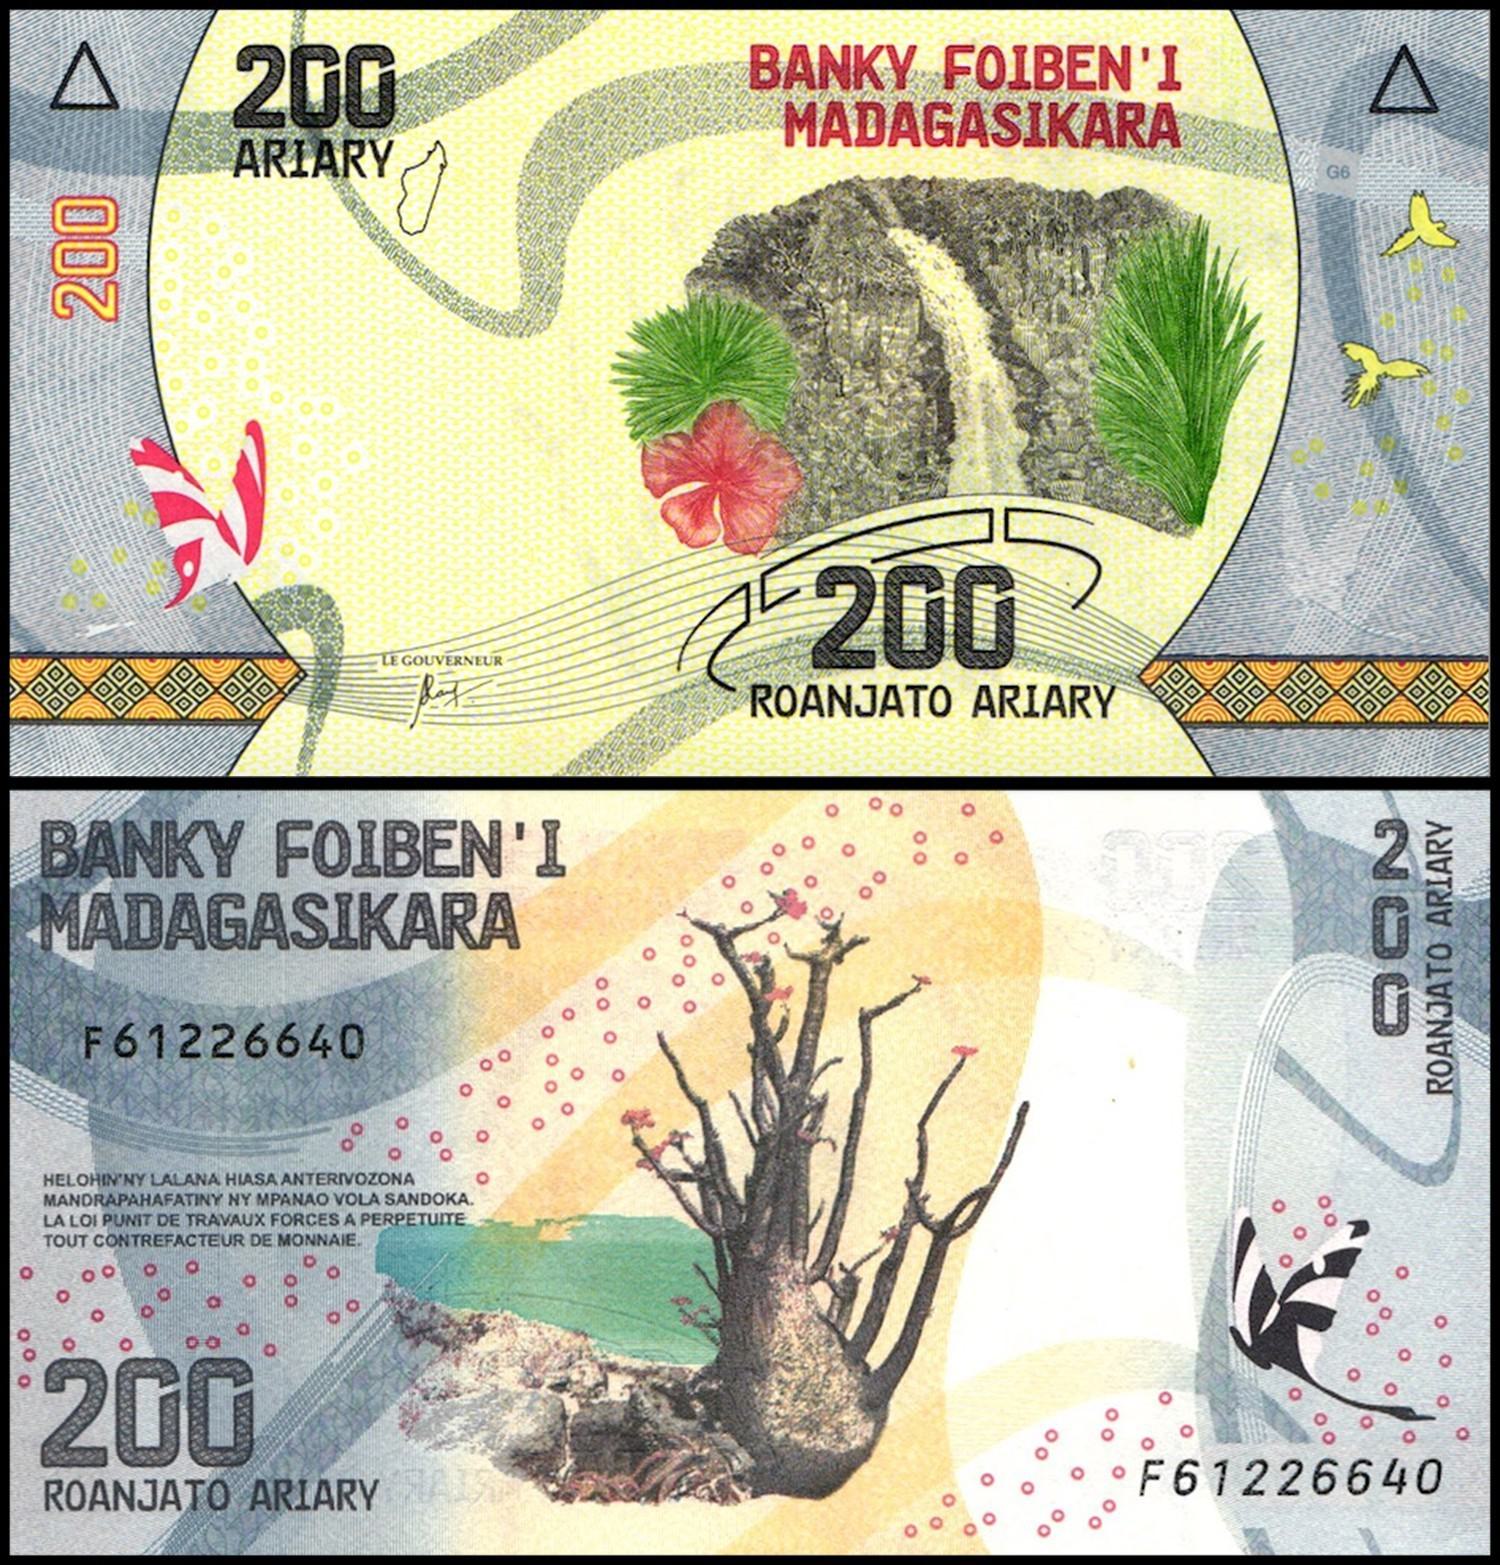 200
ARIARY
BANKY FOIBEN'I
MADAGASIKARA
200
G6
LE GOUVERNEUR
200
ROANJATO ARIARY
BANKY FOIBEN'I
MADAGASIKARA
F61226640
HELOHIN'NY LALANA HIASA ANTERIVOZONA
MANDRAPAHAFATINY NY MPANAO VOLA SANDOKA.
LA LOI PUNIT DE TRAVAUX FORCES A PERPETUITE
TOUT CONTREFACTEUR DE MONNAIE.
200
ROANJATO ARIARY
200
ROANJATO ARIARY
F61226640